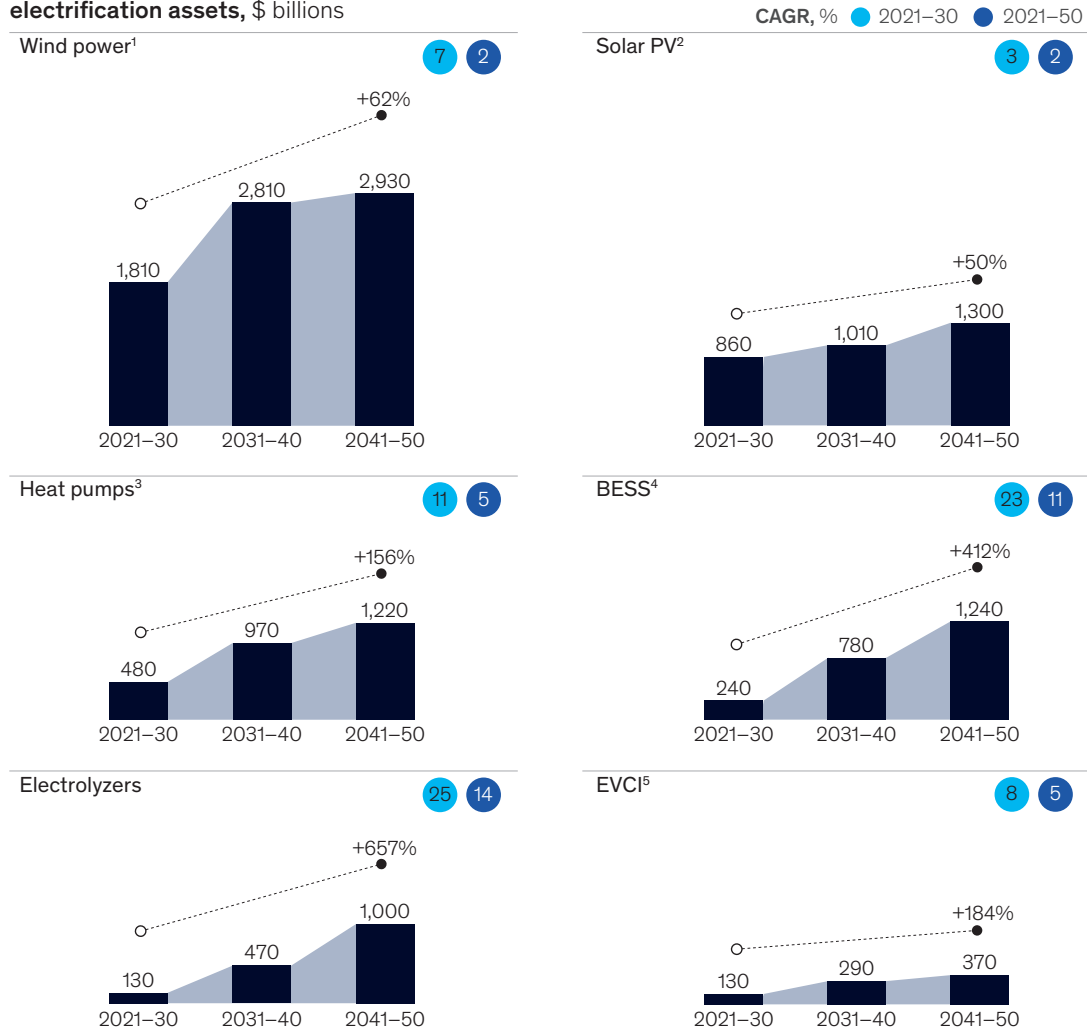 electrification assets, $ billions
CAGR, % 2021–30 2021–50
Wind power¹ 7 2
+62%
1,810 2,810 2,930
2021–30 2031–40 2041–50
Solar PV² 3 2
+50%
860 1,010 1,300
2021–30 2031–40 2041–50
Heat pumps³ 11 5
+156%
480 970 1,220
2021–30 2031–40 2041–50
BESS⁴ 23 11
+412%
240 780 1,240
2021–30 2031–40 2041–50
Electrolyzers 25 14
+657%
130 470 1,000
2021–30 2031–40 2041–50
EVCI⁵ 8 5
+184%
130 290 370
2021–30 2031–40 2041–50